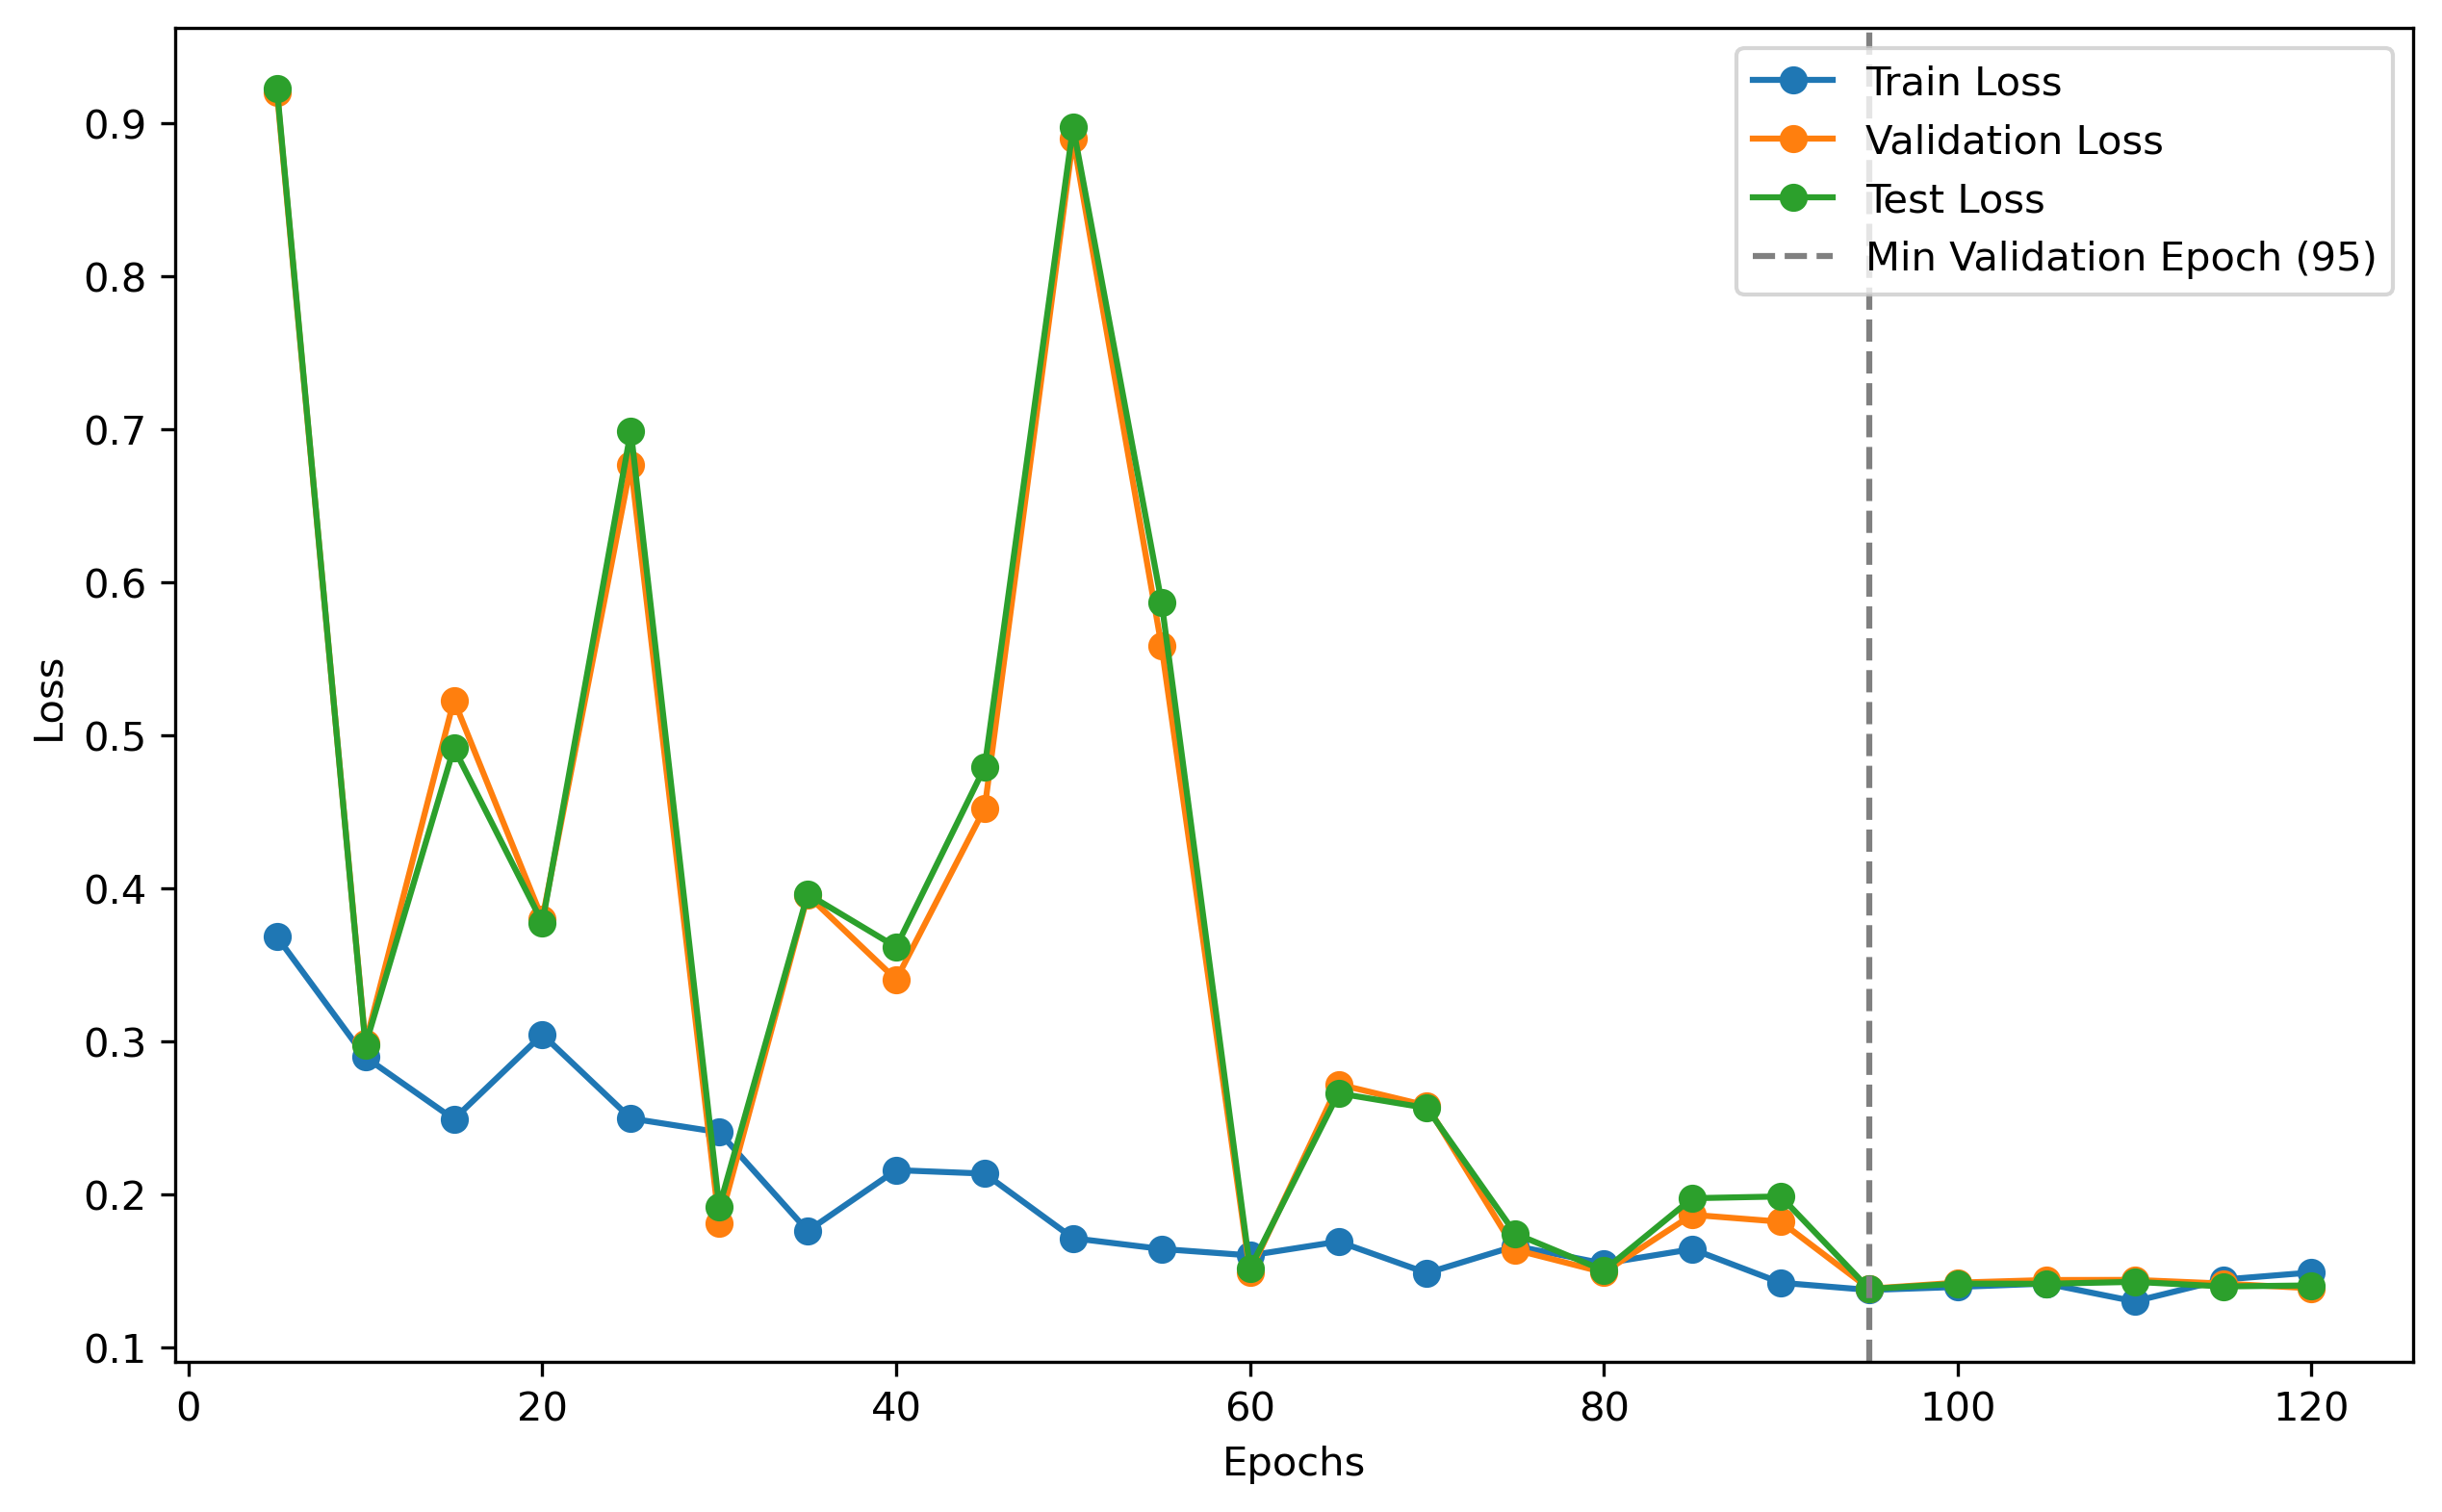 Train Loss
Validation Loss
Test Loss
Min Validation Epoch (95)
0.9
0.8
0.7
0.6
0.5
0.4
0.3
0.2
0.1
Loss
0 20 40 60 80 100 120
Epochs